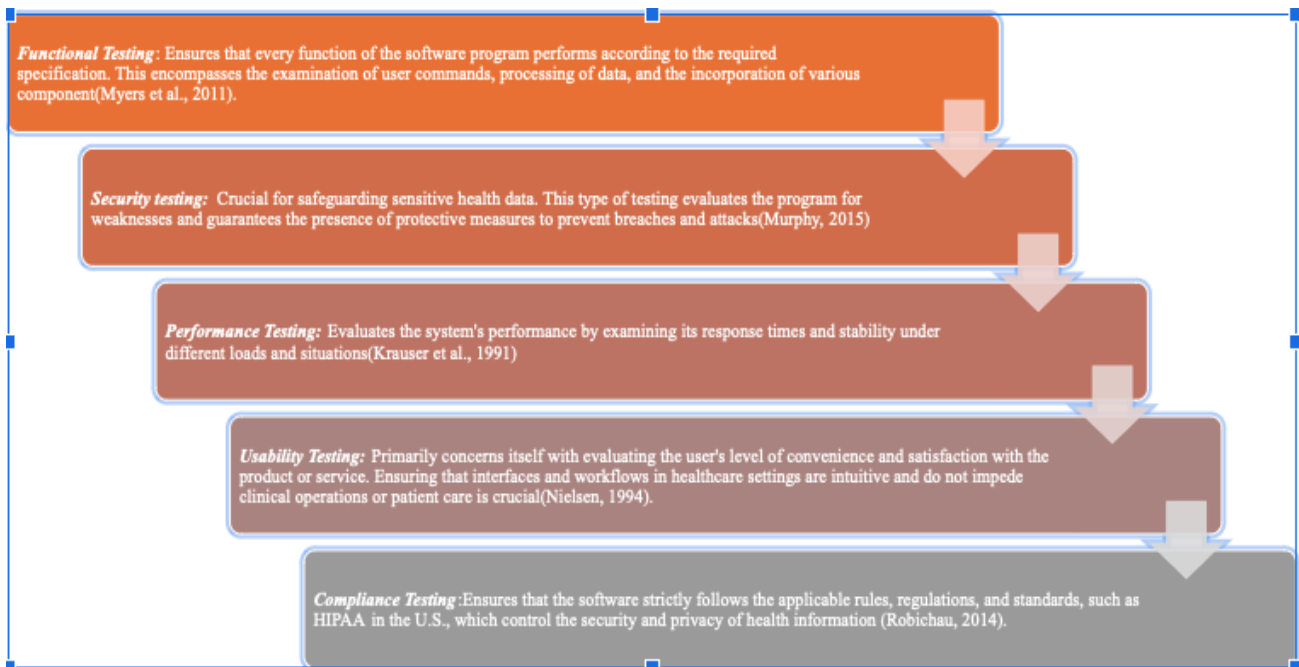 Functional Testing: Ensures that every function of the software program performs according to the required
specification. This encompasses the examination of user commands, processing of data, and the incorporation of various
component(Myers et al., 2011).
Security testing: Crucial for safeguarding sensitive health data. This type of testing evaluates the program for
weaknesses and guarantees the presence of protective measures to prevent breaches and attacks(Murphy, 2015)
Performance Testing: Evaluates the system's performance by examining its response times and stability under
different loads and situations(Krauser et al., 1991)
Usability Testing: Primarily concerns itself with evaluating the user's level of convenience and satisfaction with the
product or service. Ensuring that interfaces and workflows in healthcare settings are intuitive and do not impede
clinical operations or patient care is crucial(Nielsen, 1994).
Compliance Testing:Ensures that the software strictly follows the applicable rules, regulations, and standards, such as
HIPAA in the U.S., which control the security and privacy of health information (Robichau, 2014).